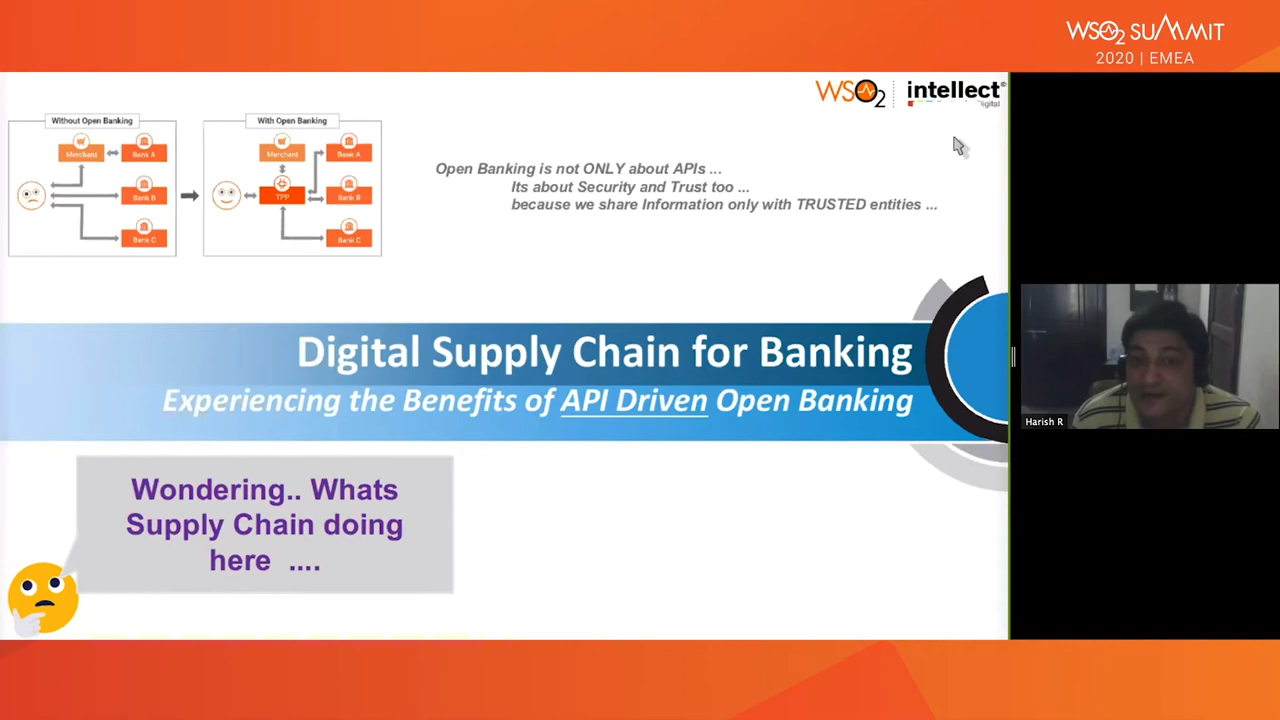 WSO2 SUMMIT
2020 | EMEA
WSO2
intellect
Digital
Without Open Banking
Merchant
Bank A
Bank B
Bank C
With Open Banking
Merchant
Bank A
TPP
Bank B
Bank C
Open Banking is not ONLY about APIs ...
Its about Security and Trust too ...
because we share Information only with TRUSTED entities ...
Digital Supply Chain for Banking
Experiencing the Benefits of API Driven Open Banking
Wondering.. Whats
Supply Chain doing
here ....
Harish R